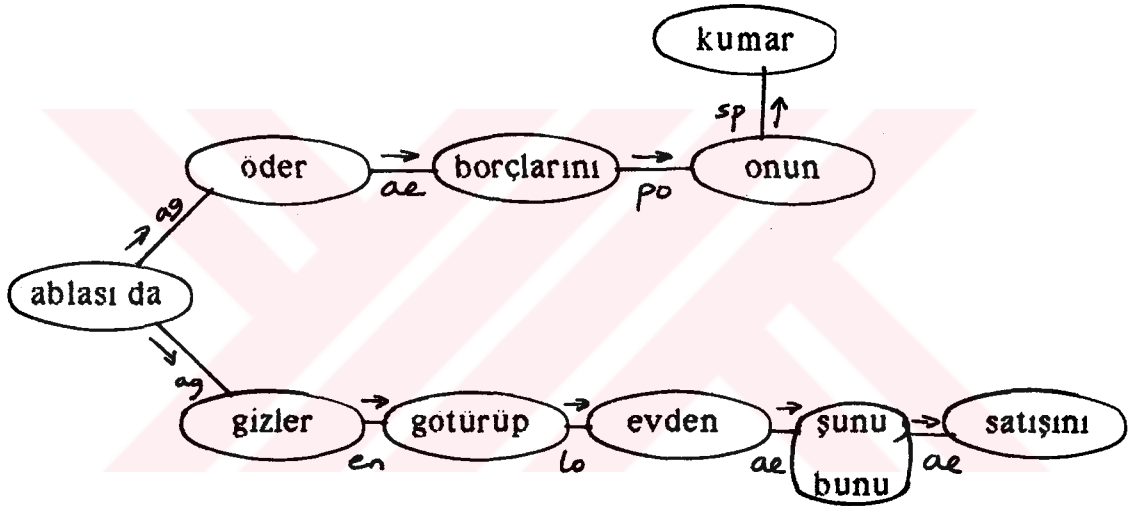 kumar
sp
öder
ae
borçlarını
po
onun
ag
ablası da
ag
gizler
en
götürüp
lo
evden
ae
şunu
bunu
ae
satışını